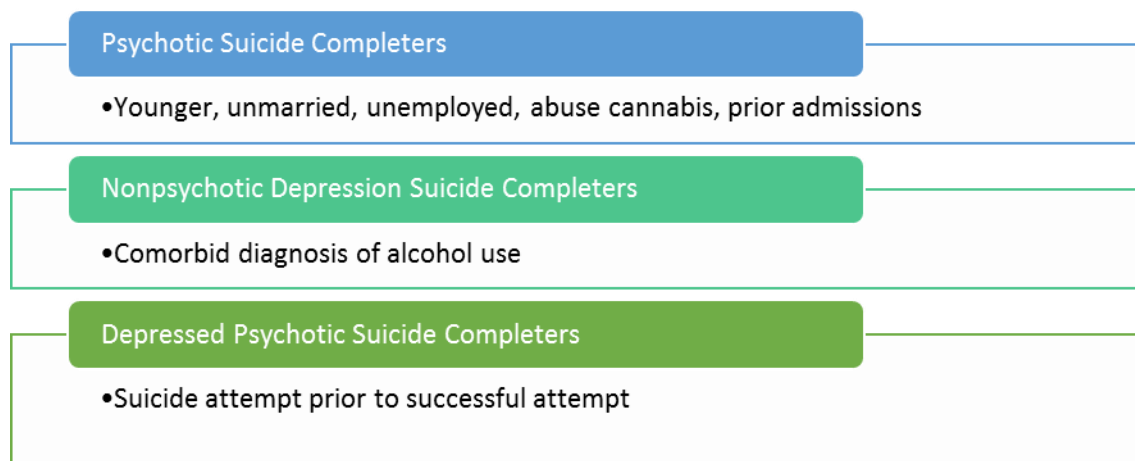 Psychotic Suicide Completers
•Younger, unmarried, unemployed, abuse cannabis, prior admissions
Nonpsychotic Depression Suicide Completers
•Comorbid diagnosis of alcohol use
Depressed Psychotic Suicide Completers
•Suicide attempt prior to successful attempt